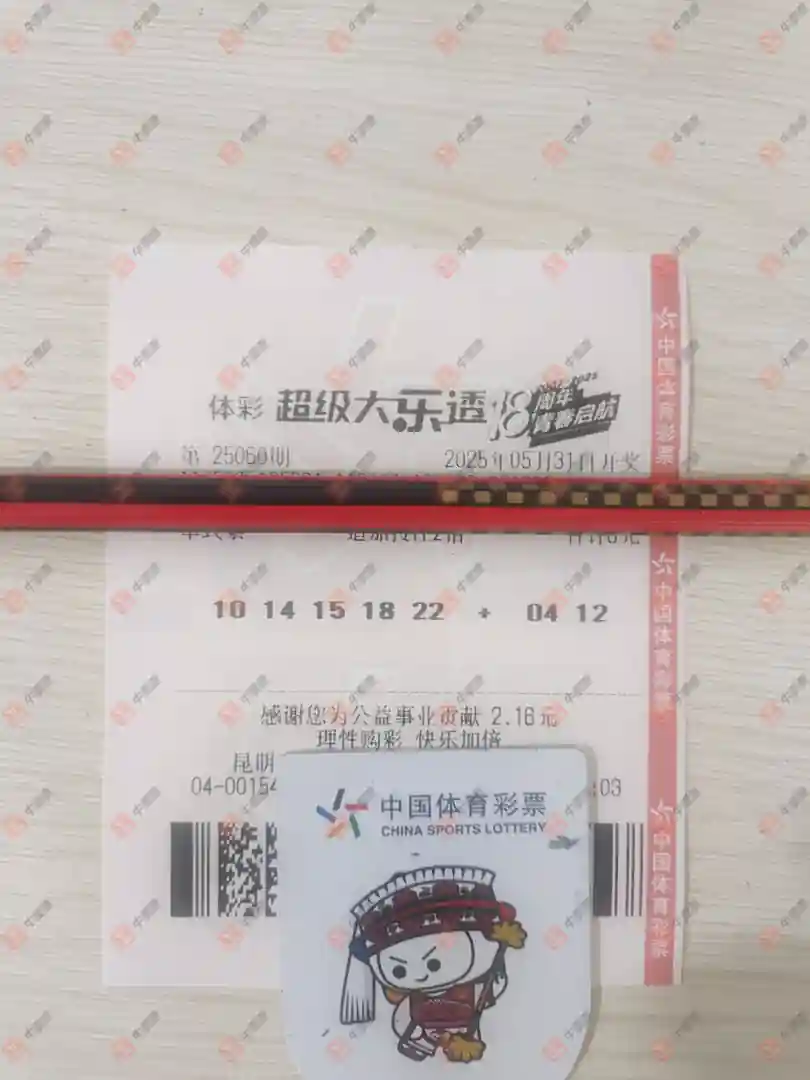 体彩 超级大乐透 18周年 青春启航
第 25060期 2025年05月31日开奖
10 14 15 18 22 + 04 12
感谢您为公益事业贡献 2.16元
理性购彩 快乐加倍
昆明
04-00154 :03
中国体育彩票
CHINA SPORTS LOTTERY
中国体育彩票
中国体育彩票
中国体育彩票